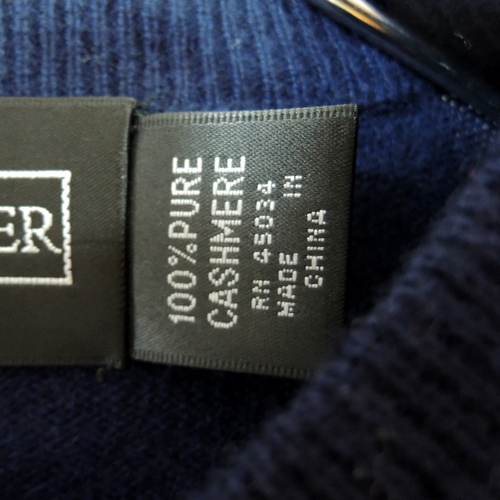 ER
100% PURE
CASHMERE
RN 45034
MADE IN
CHINA